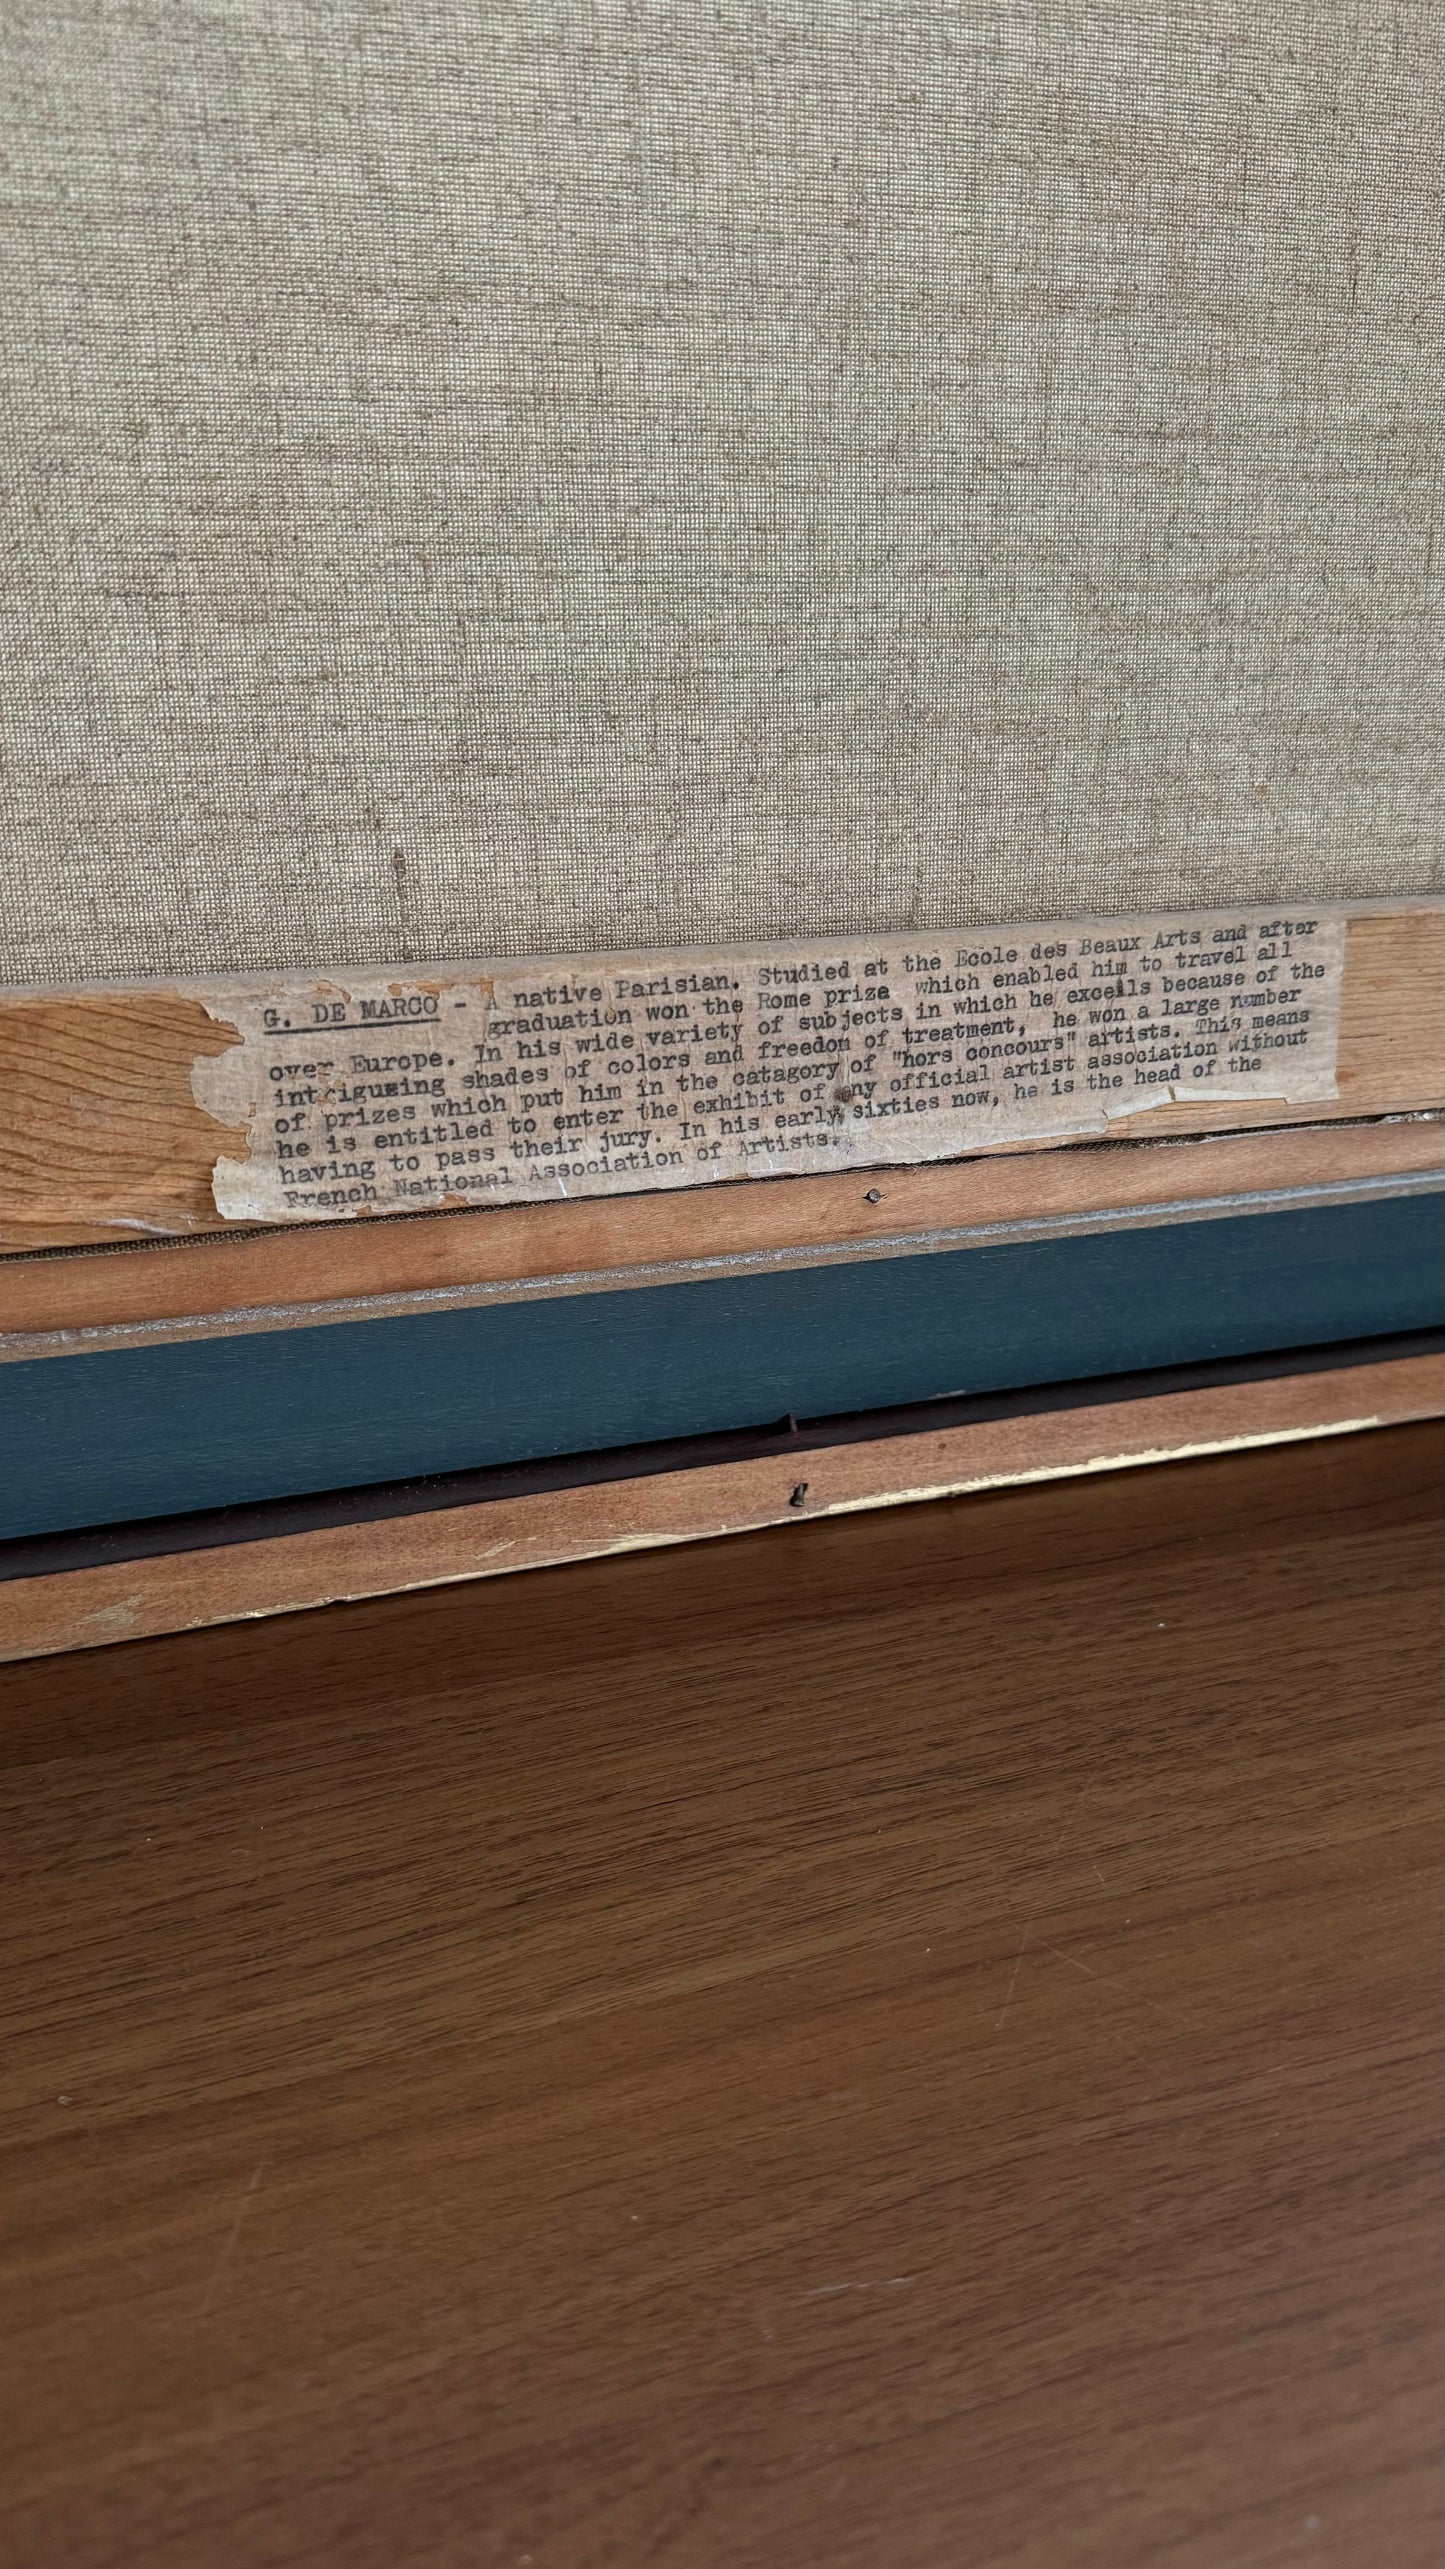 G. DE MARCO - A native Parisian. Studied at the Ecole des Beaux Arts and after
graduation won the Rome prize which enabled him to travel all
over Europe. In his wide variety of subjects in which he excells because of the
intriguing shades of colors and freedom of treatment, he won a large number
of prizes which put him in the catagory of "hors concours" artists. This means
he is entitled to enter the exhibit of any official artist association without
having to pass their jury. In his early sixties now, he is the head of the
French National Association of Artists.